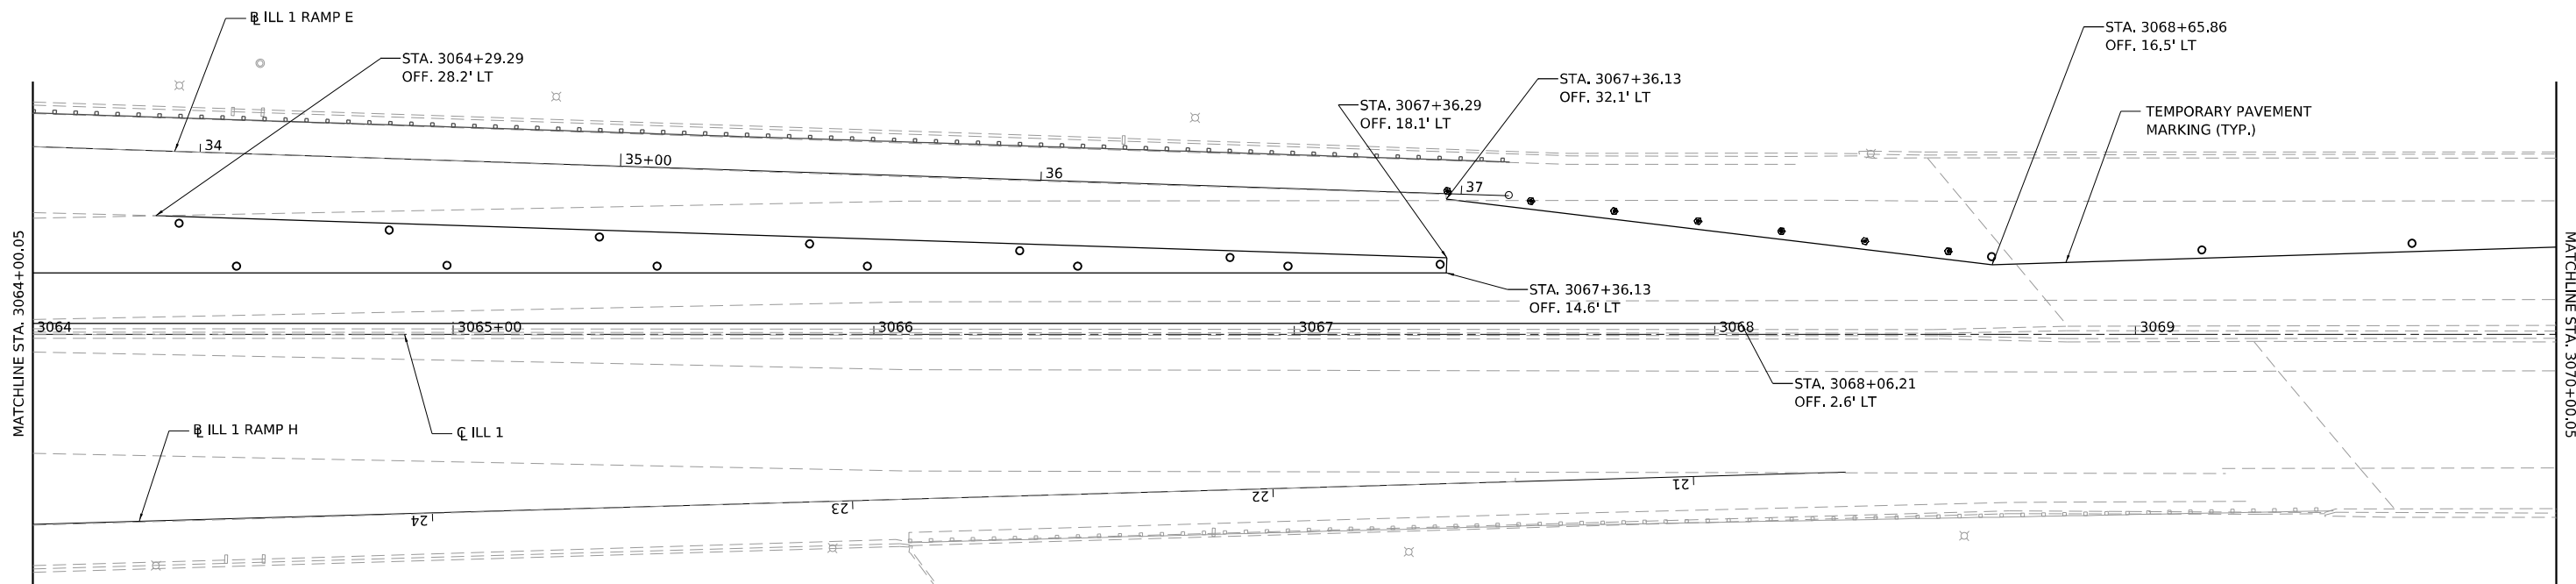 ℄ ILL 1 RAMP E
STA. 3064+29.29
OFF. 28.2' LT
STA. 3067+36.29
OFF. 18.1' LT
STA. 3067+36.13
OFF. 32.1' LT
STA. 3068+65.86
OFF. 16.5' LT
TEMPORARY PAVEMENT
MARKING (TYP.)
34
35+00
36
37
MATCHLINE STA. 3064+00.05
MATCHLINE STA. 3070+00.05
STA. 3067+36.13
OFF. 14.6' LT
3064
3065+00
3066
3067
3068
3069
STA. 3068+06.21
OFF. 2.6' LT
℄ ILL 1 RAMP H
℄ ILL 1
24
23
22
21